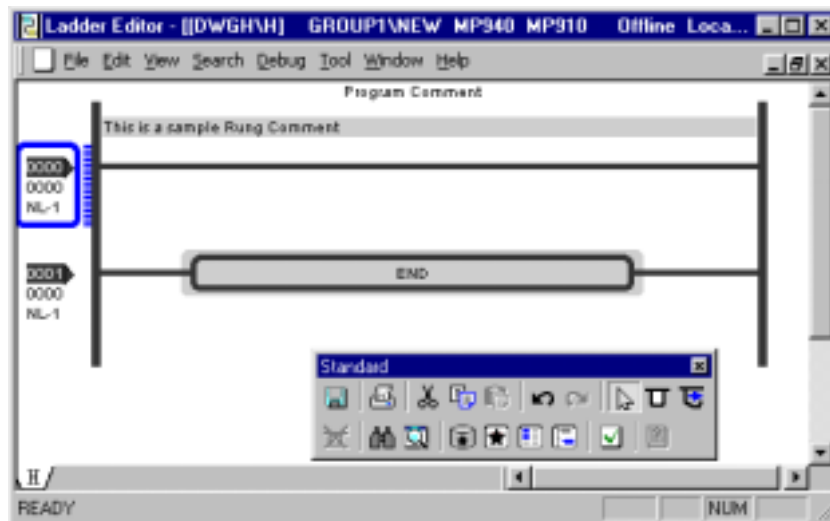 Ladder Editor - [[DWGH\H] GROUP1\NEW MP940 MP910 Offline Loca...
File Edit View Search Debug Tool Window Help
Program Comment
This is a sample Rung Comment
0000
0000
NL-1
0001
0000
NL-1
END
Standard
H
READY
NUM